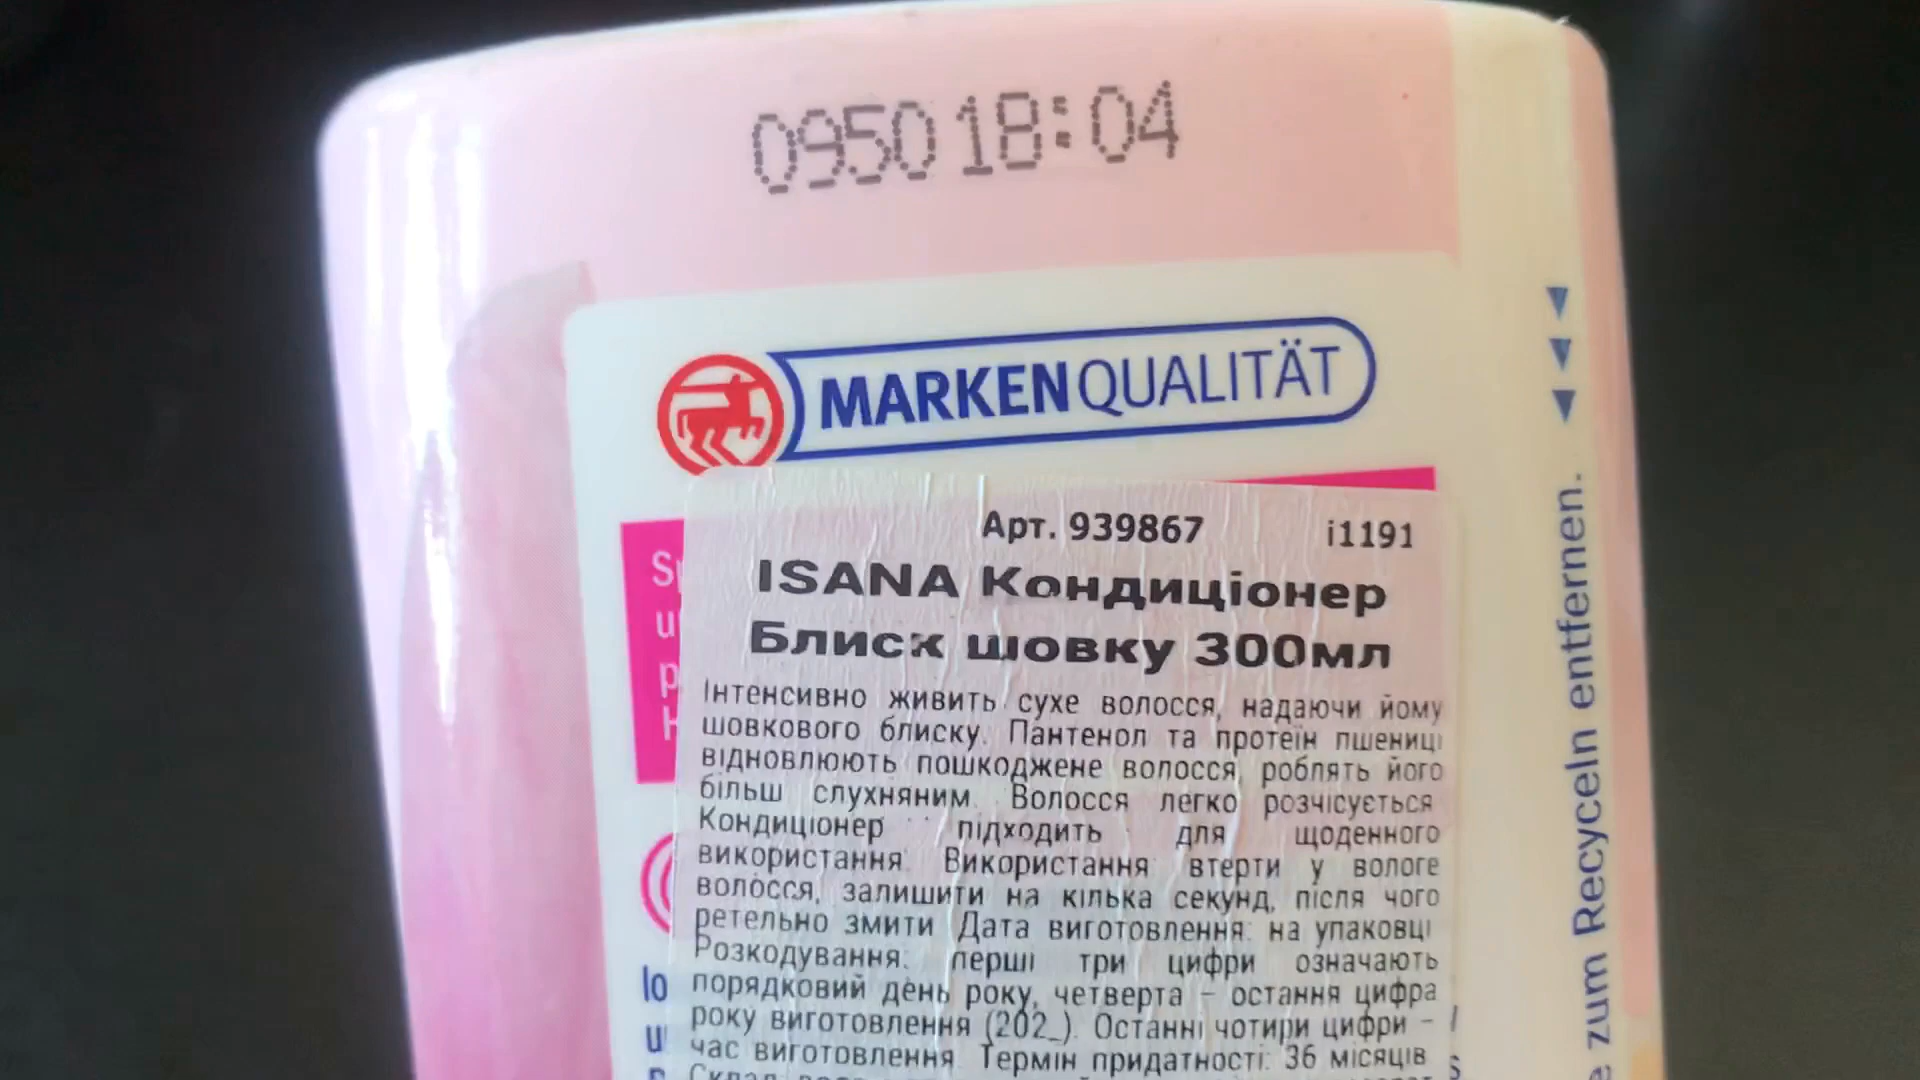 0950 18:04
MARKENQUALITÄT
Арт. 939867 i1191
ISANA Кондиціонер
Блиск шовку 300мл
Інтенсивно живить сухе волосся, надаючи йому
шовкового блиску. Пантенол та протеїн пшениці
відновлюють пошкоджене волосся, роблять його
більш слухняним. Волосся легко розчісується
Кондиціонер підходить для щоденного
використання. Використання: втерти у вологе
волосся, залишити на кілька секунд, після чого
ретельно змити Дата виготовлення: на упаковці
Розкодування: перші три цифри означають
порядковий день року, четверта – остання цифра
року виготовлення (202_). Останні чотири цифри –
час виготовлення Термін придатності: 36 місяців
zum Recyceln entfernen.